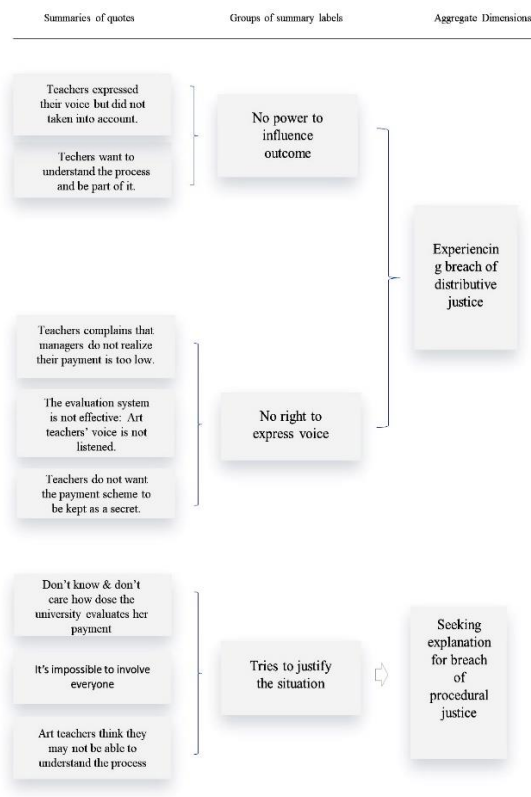 Summaries of quotes
Groups of summary labels
Aggregate Dimensions
Teachers expressed
their voice but did not
taken into account.
Techers want to
understand the process
and be part of it.
No power to
influence
outcome
Experiencin
g breach of
distributive
justice
Teachers complains that
managers do not realize
their payment is too low.
The evaluation system
is not effective: Art
teachers' voice is not
listened.
Teachers do not want
the payment scheme to
be kept as a secret.
No right to
express voice
Don't know & don't
care how dose the
university evaluates her
payment
It's impossible to involve
everyone
Art teachers think they
may not be able to
understand the process
Tries to justify
the situation
Seeking
explanation
for breach
of
procedural
justice